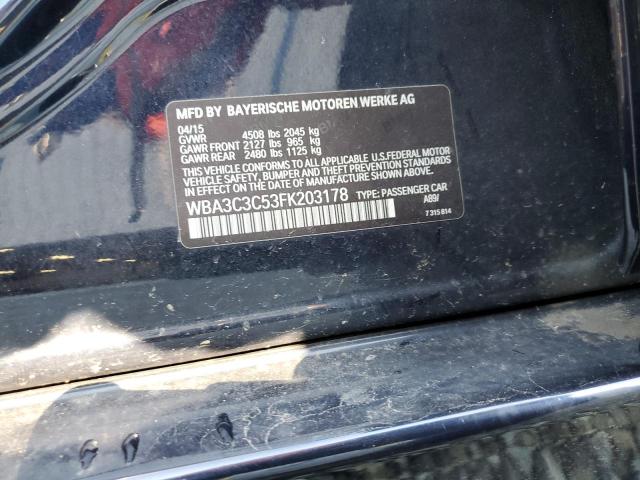 MFD BY BAYERISCHE MOTOREN WERKE AG
04/15
GVWR 4508 lbs 2045 kg
GAWR FRONT 2127 lbs 965 kg
GAWR REAR 2480 lbs 1125 kg
THIS VEHICLE CONFORMS TO ALL APPLICABLE U.S.FEDERAL MOTOR
VEHICLE SAFETY, BUMPER AND THEFT PREVENTION STANDARDS
IN EFFECT ON THE DATE OF MANUFACTURE SHOWN ABOVE.
WBA3C3C53FK203178 TYPE: PASSENGER CAR
A89/
7 315 814